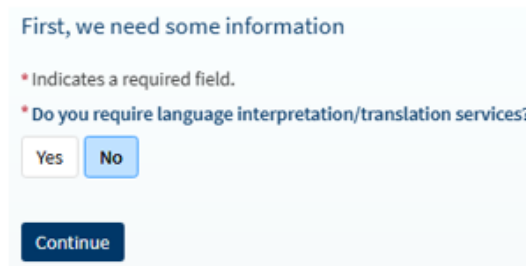 First, we need some information
* Indicates a required field.
* Do you require language interpretation/translation services?
Yes No
Continue